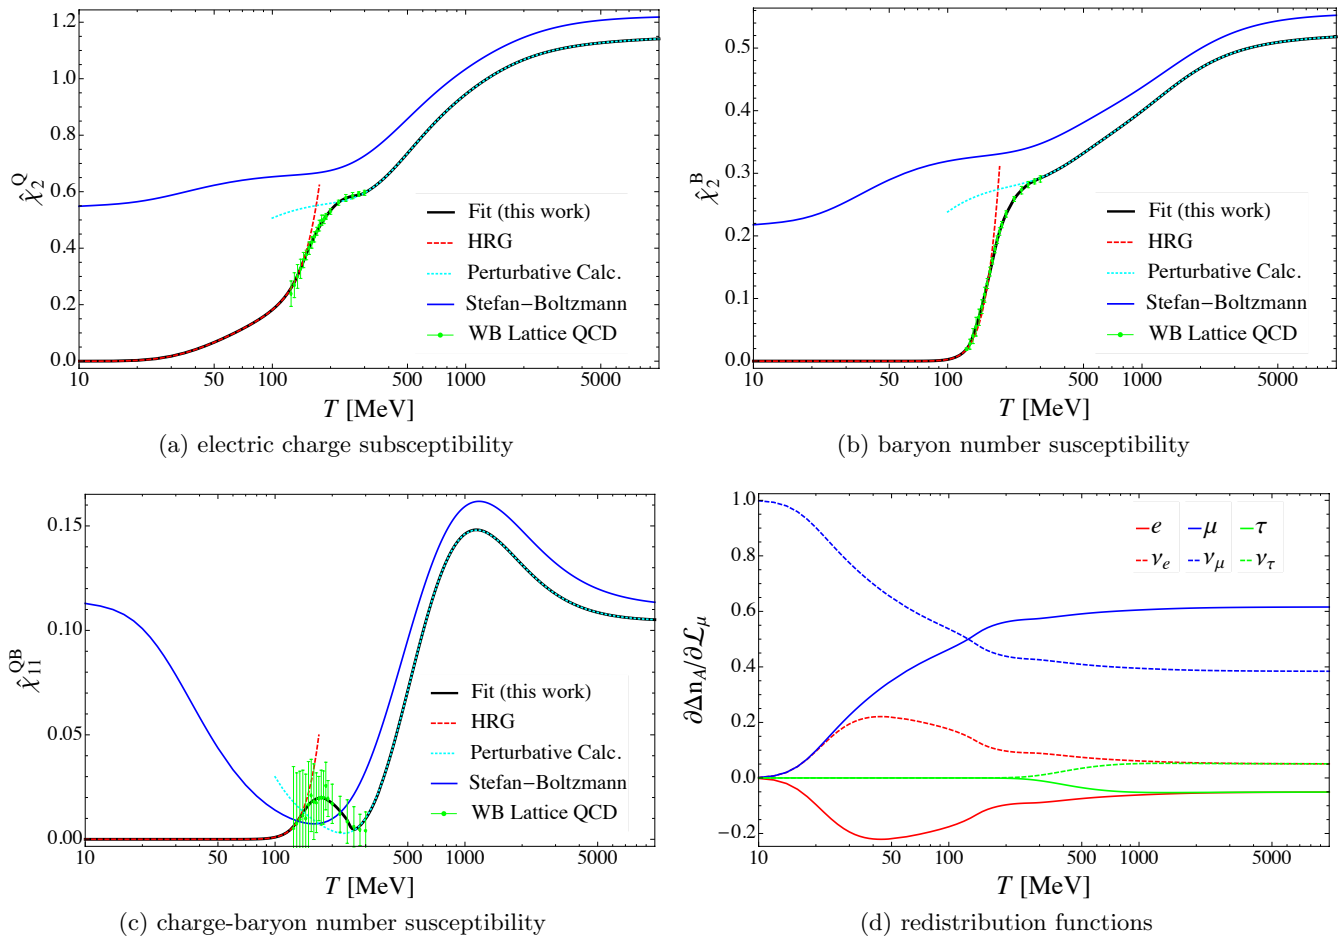 1.2
1.0
0.8
0.6
0.4
0.2
0.0
χ̂₂Q
Fit (this work)
HRG
Perturbative Calc.
Stefan−Boltzmann
WB Lattice QCD
10 50 100 500 1000 5000
T [MeV]
(a) electric charge subsceptibility
0.5
0.4
0.3
0.2
0.1
0.0
χ̂₂B
Fit (this work)
HRG
Perturbative Calc.
Stefan−Boltzmann
WB Lattice QCD
10 50 100 500 1000 5000
T [MeV]
(b) baryon number susceptibility
0.15
0.10
0.05
0.00
χ̂₁₁QB
Fit (this work)
HRG
Perturbative Calc.
Stefan−Boltzmann
WB Lattice QCD
10 50 100 500 1000 5000
T [MeV]
(c) charge-baryon number susceptibility
1.0
0.8
0.6
0.4
0.2
0.0
−0.2
∂Δn_A/∂ℒ_μ
e μ τ
ν_e ν_μ ν_τ
10 50 100 500 1000 5000
T [MeV]
(d) redistribution functions